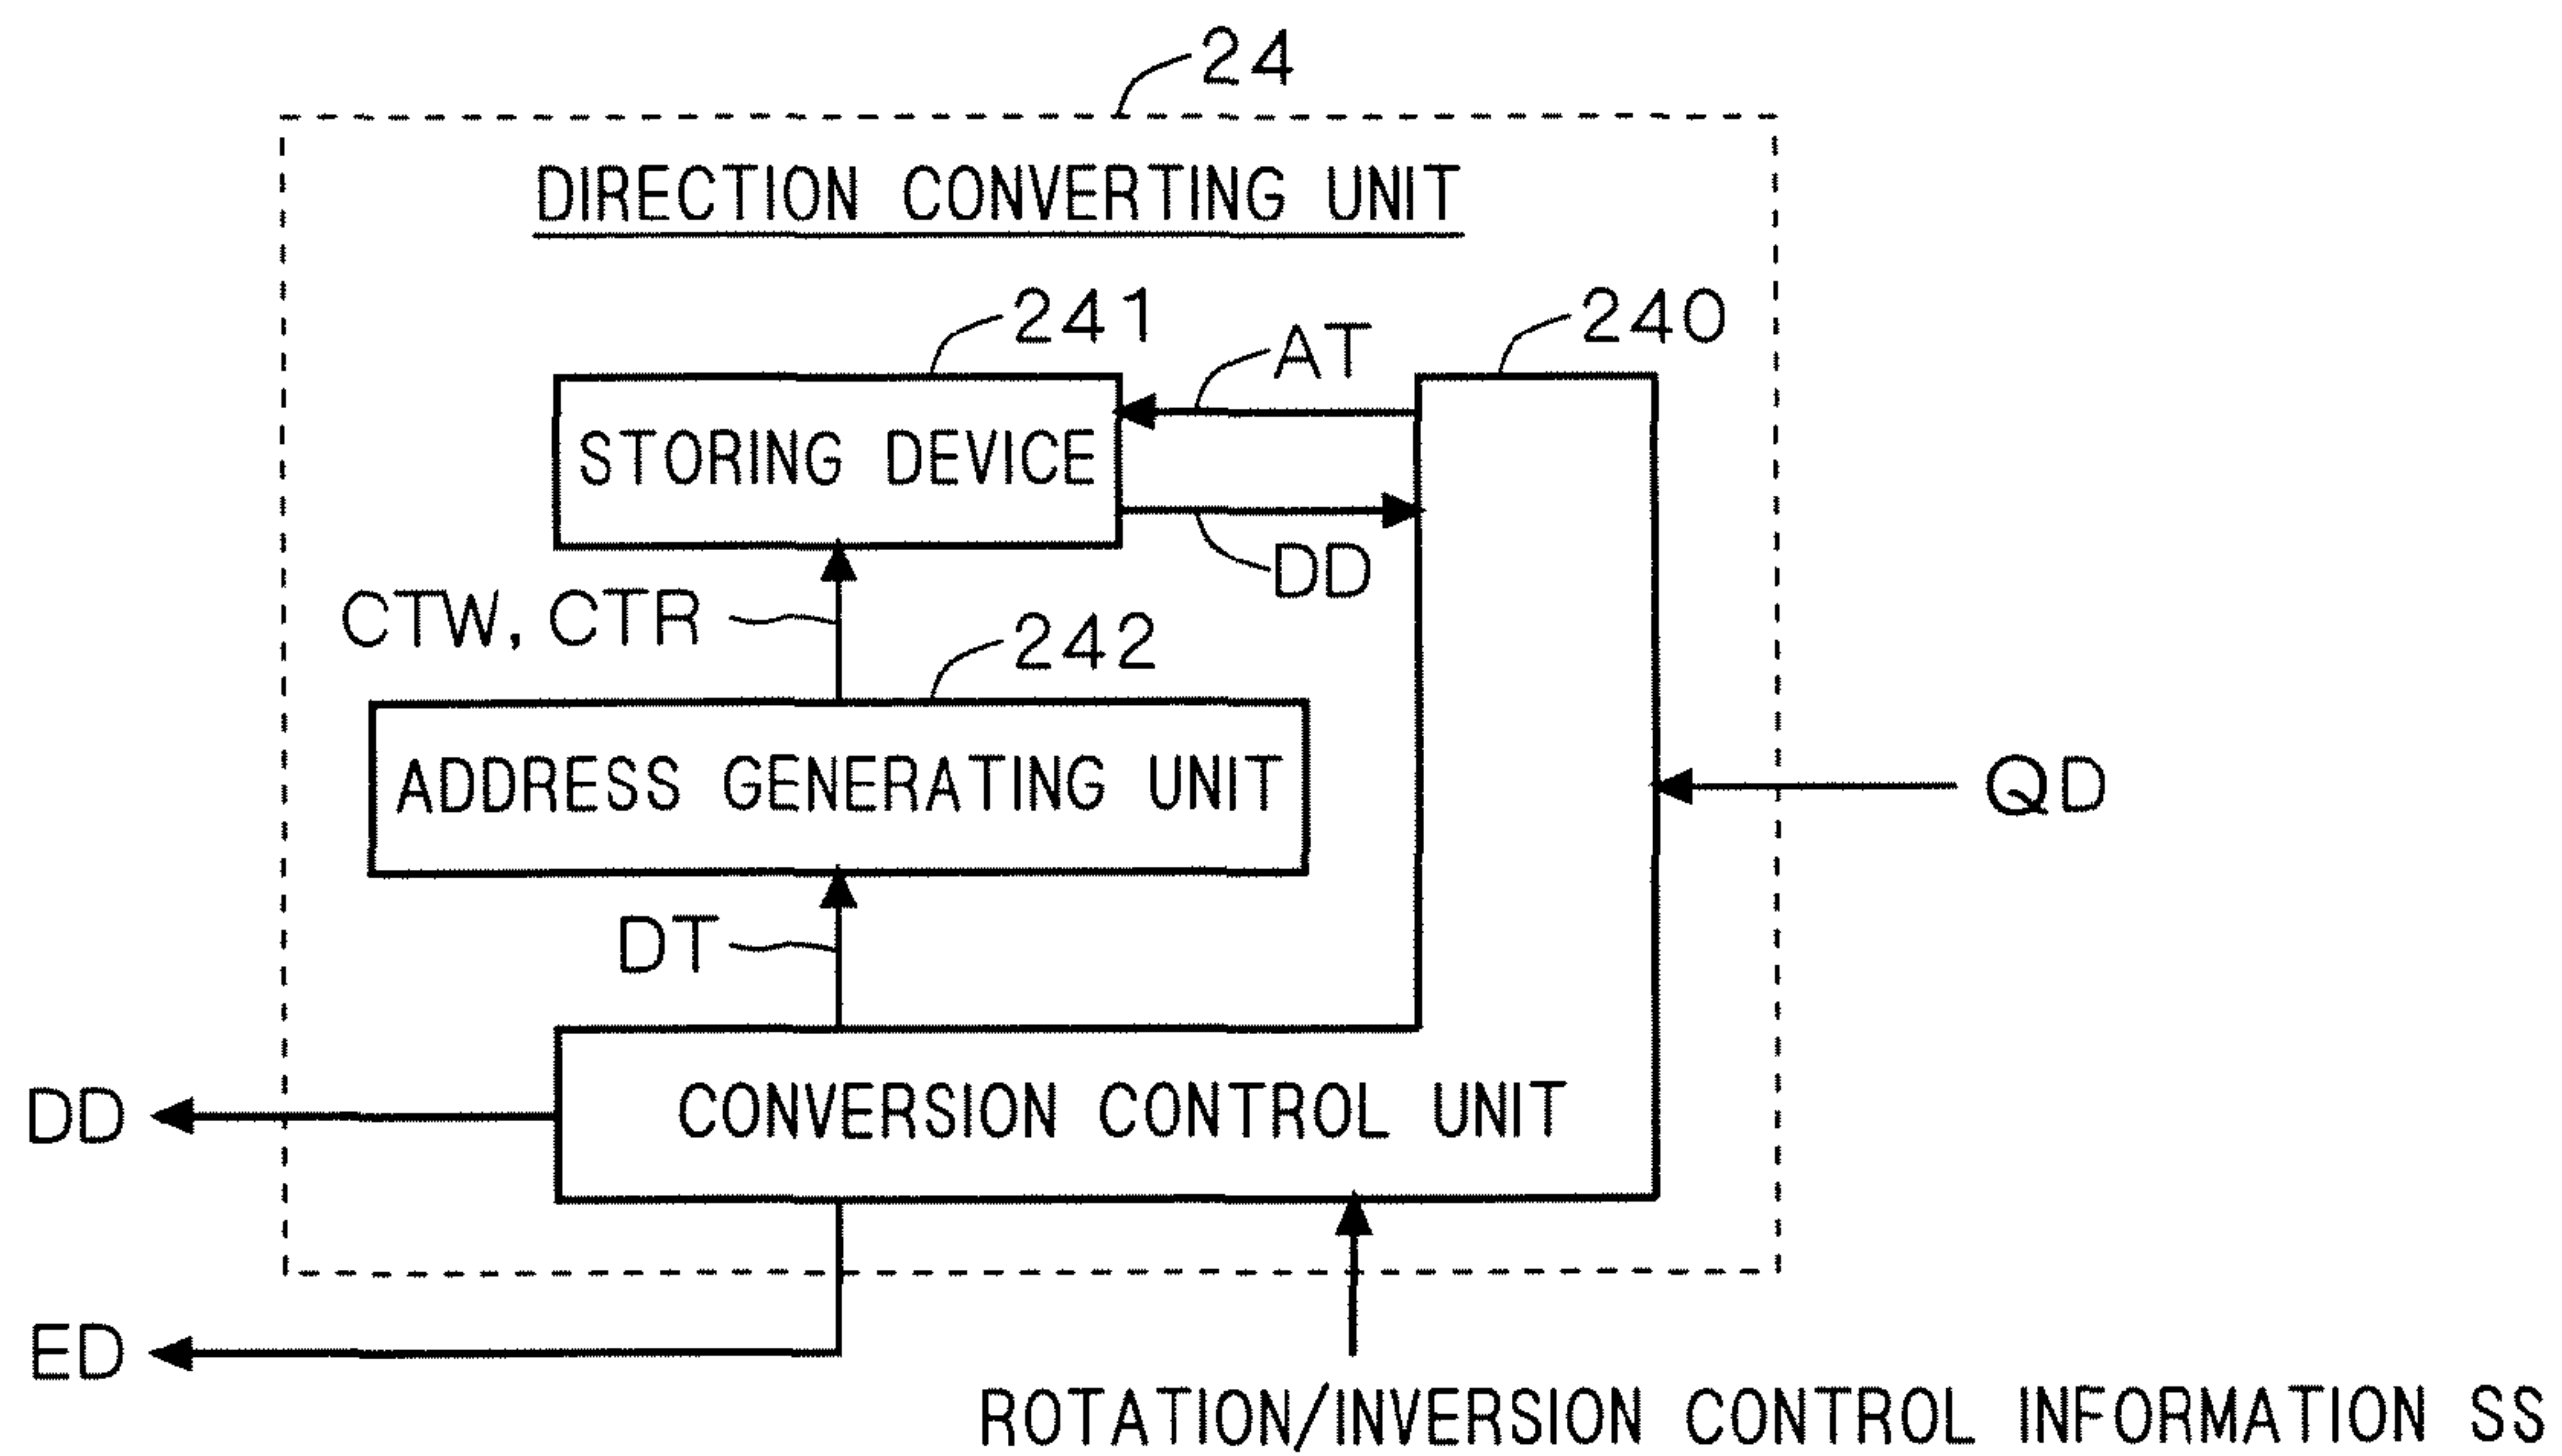 24
DIRECTION CONVERTING UNIT
241
AT
240
STORING DEVICE
DD
CTW, CTR
242
ADDRESS GENERATING UNIT
QD
DT
DD
CONVERSION CONTROL UNIT
ED
ROTATION/INVERSION CONTROL INFORMATION SS